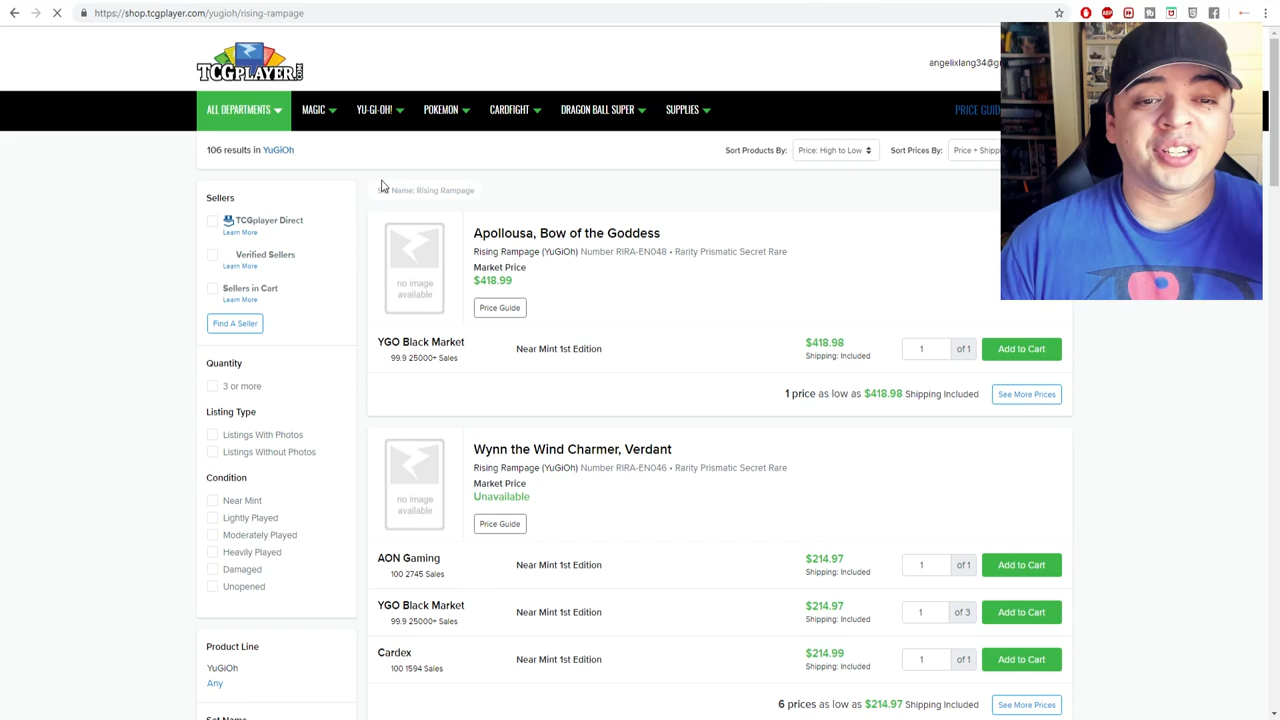 https://shop.tcgplayer.com/yugioh/rising-rampage
TCGPLAYER
angelixlang34@g
ALL DEPARTMENTS
MAGIC
YU-GI-OH!
POKEMON
CARDFIGHT
DRAGON BALL SUPER
SUPPLIES
PRICE GUID
106 results in YuGiOh
Sort Products By:
Price: High to Low
Sort Prices By:
Price + Shippi
Name: Rising Rampage
Sellers
TCGplayer Direct
Learn More
Verified Sellers
Learn More
Sellers in Cart
Learn More
Find A Seller
Quantity
3 or more
Listing Type
Listings With Photos
Listings Without Photos
Condition
Near Mint
Lightly Played
Moderately Played
Heavily Played
Damaged
Unopened
Product Line
YuGiOh
Any
Set Name
no image
available
Apollousa, Bow of the Goddess
Rising Rampage (YuGiOh) Number RIRA-EN048 • Rarity Prismatic Secret Rare
Market Price
$418.99
Price Guide
YGO Black Market
99.9 25000+ Sales
Near Mint 1st Edition
$418.98
Shipping: Included
1
of 1
Add to Cart
1 price as low as $418.98 Shipping Included
See More Prices
no image
available
Wynn the Wind Charmer, Verdant
Rising Rampage (YuGiOh) Number RIRA-EN046 • Rarity Prismatic Secret Rare
Market Price
Unavailable
Price Guide
AON Gaming
100 2745 Sales
Near Mint 1st Edition
$214.97
Shipping: Included
1
of 1
Add to Cart
YGO Black Market
99.9 25000+ Sales
Near Mint 1st Edition
$214.97
Shipping: Included
1
of 3
Add to Cart
Cardex
100 1594 Sales
Near Mint 1st Edition
$214.99
Shipping: Included
1
of 1
Add to Cart
6 prices as low as $214.97 Shipping Included
See More Prices